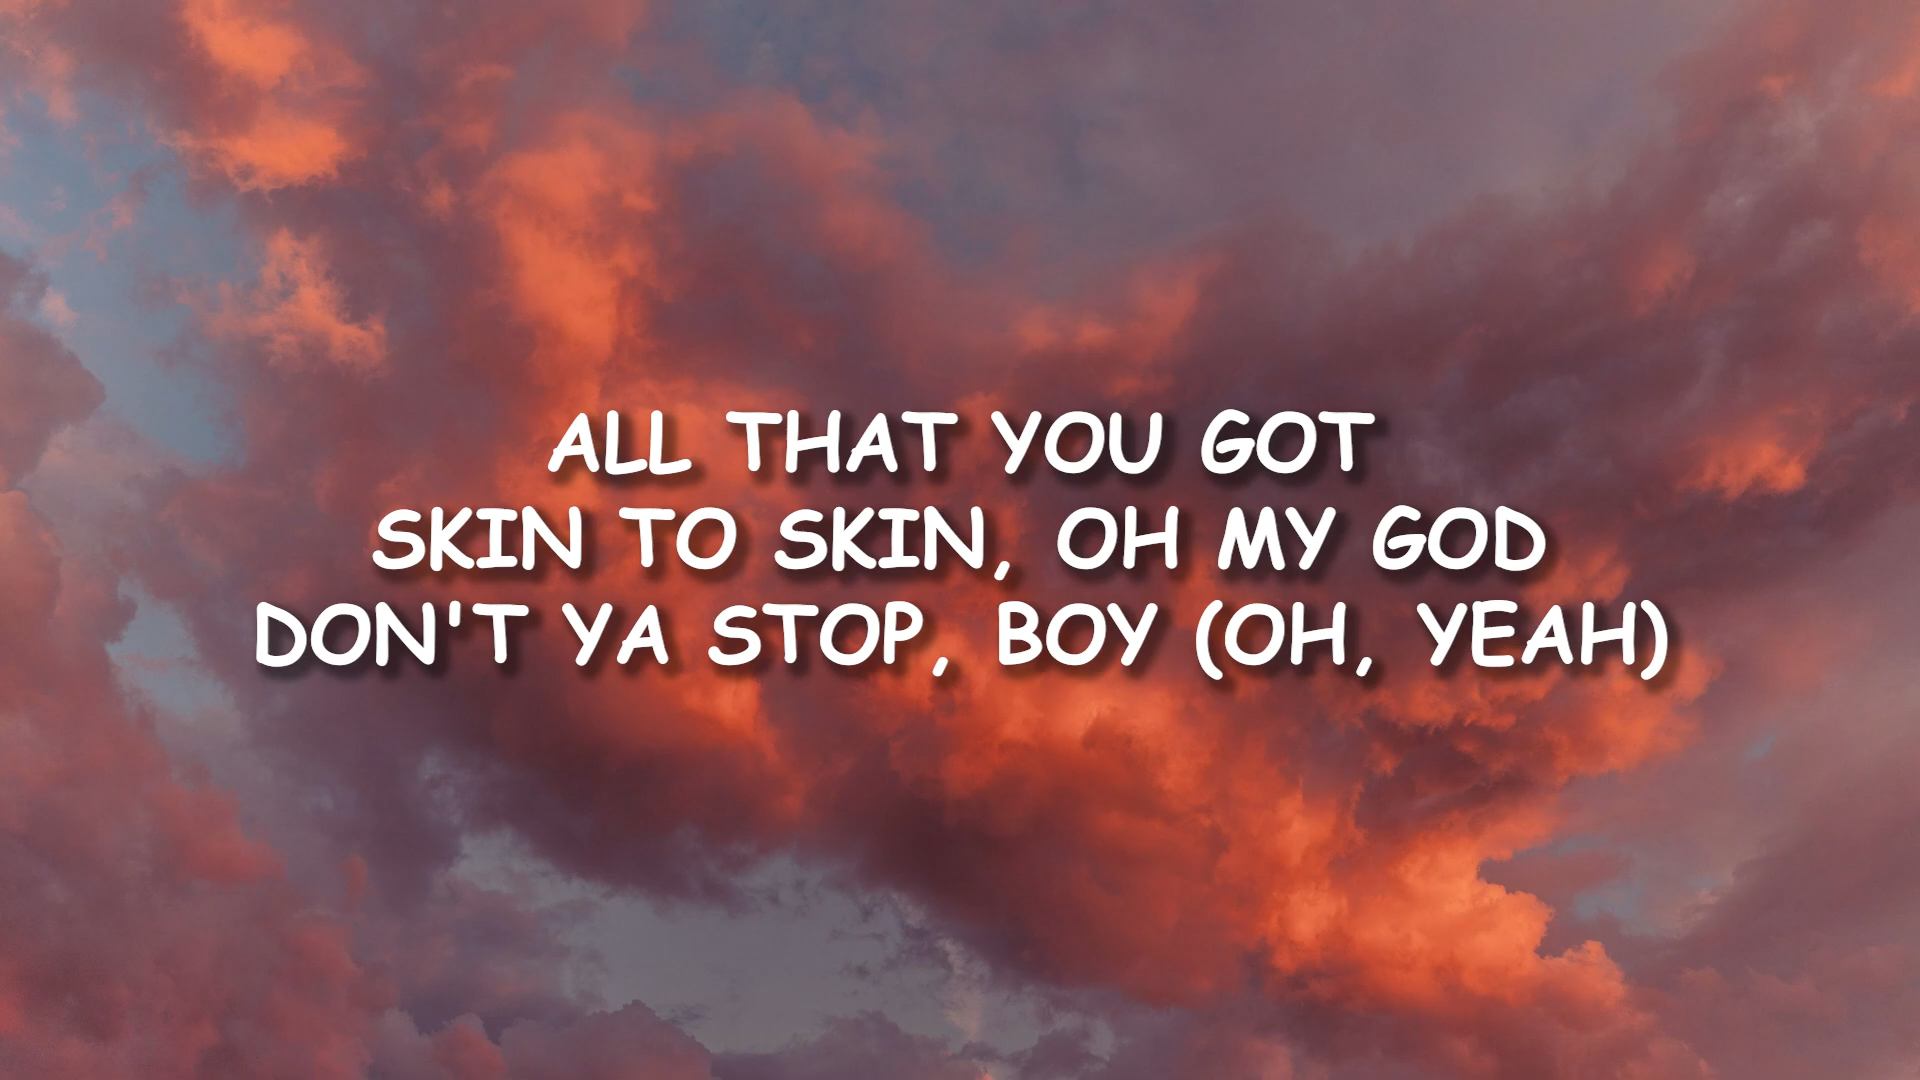 ALL THAT YOU GOT
SKIN TO SKIN, OH MY GOD
DON'T YA STOP, BOY (OH, YEAH)